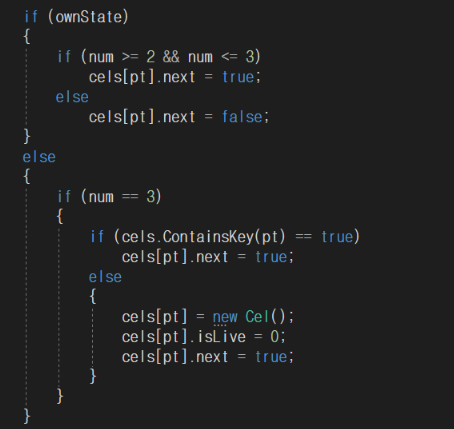 if (ownState)
{
if (num >= 2 && num <= 3)
cels[pt].next = true;
else
cels[pt].next = false;
}
else
{
if (num == 3)
{
if (cels.ContainsKey(pt) == true)
cels[pt].next = true;
else
{
cels[pt] = new Cel();
cels[pt].isLive = 0;
cels[pt].next = true;
}
}
}